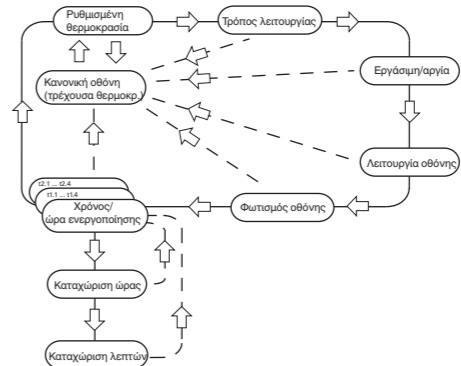 Ρυθμισμένη
θερμοκρασία
Τρόπος λειτουργίας
Κανονική οθόνη
(τρέχουσα θερμοκρ.)
Εργάσιμη/αργία
Λειτουργία οθόνης
t2.1 ... t2.4
t1.1 ... t1.4
Χρόνος/
ώρα ενεργοποίησης
Φωτισμός οθόνης
Καταχώριση ώρας
Καταχώριση λεπτών